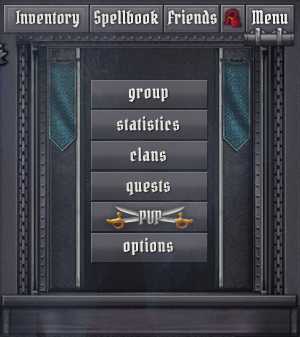 Inventory Spellbook Friends Menu
group
statistics
clans
quests
pvp
options